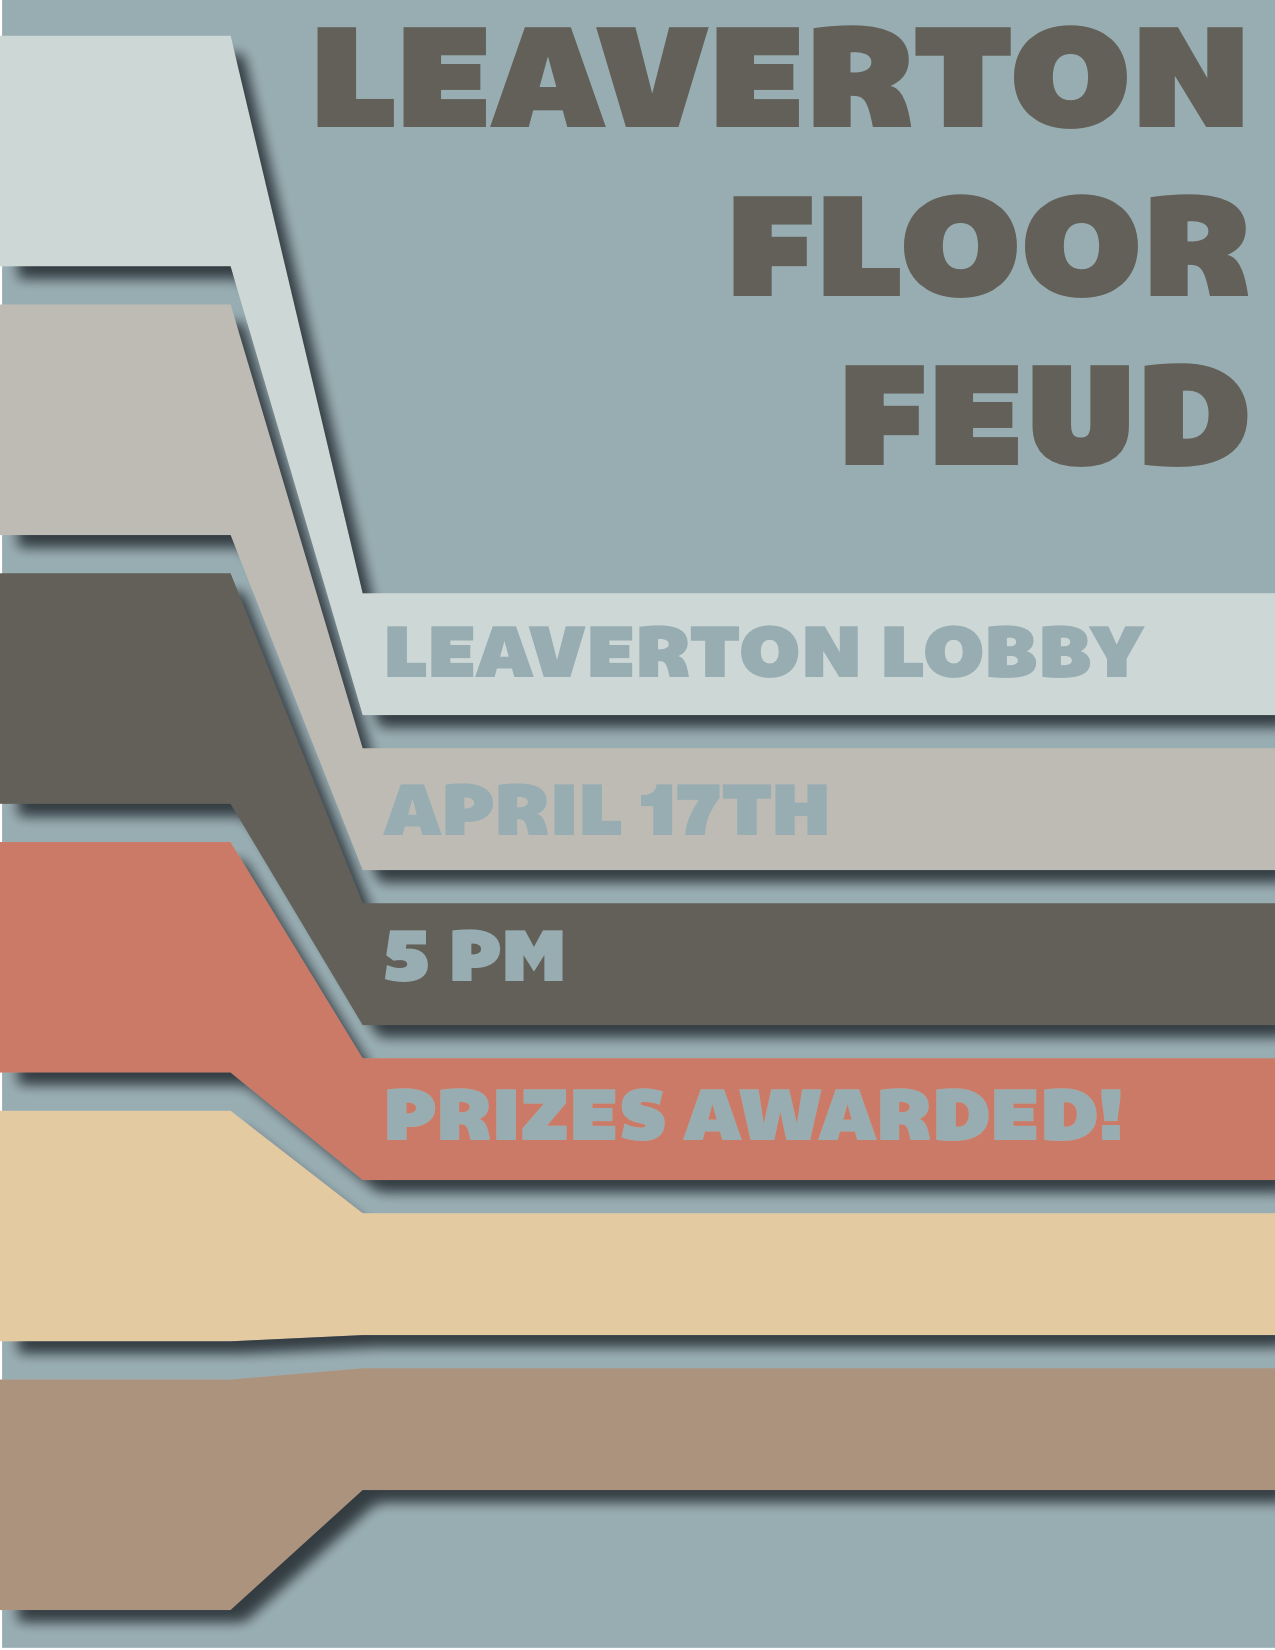 LEAVERTON
FLOOR
FEUD
LEAVERTON LOBBY
APRIL 17TH
5 PM
PRIZES AWARDED!